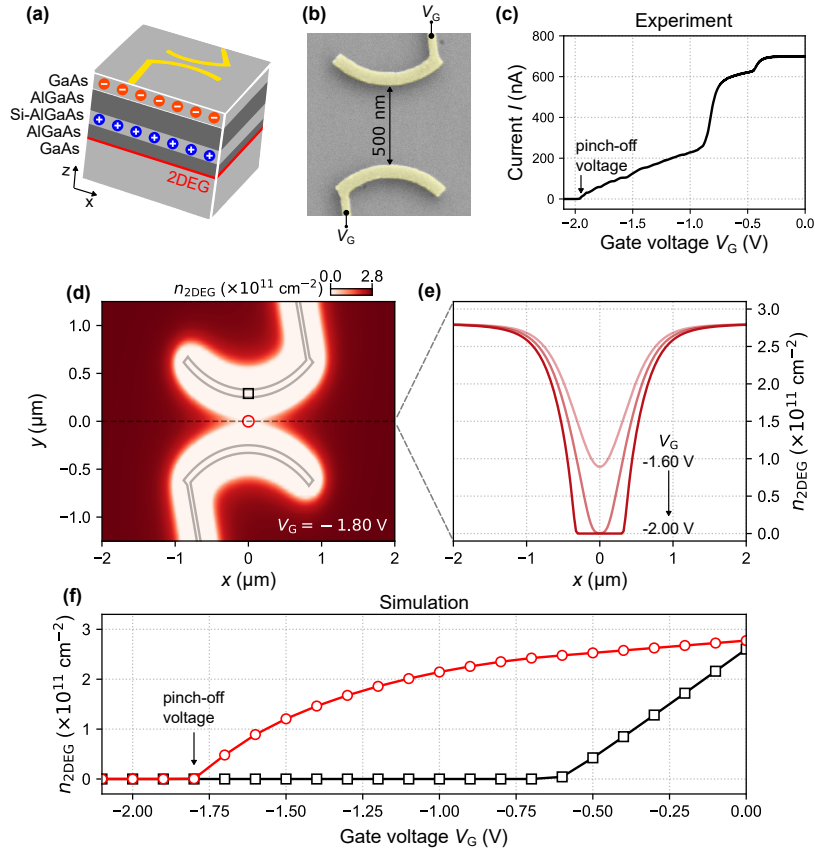 (a)
GaAs
AlGaAs
Si-AlGaAs
AlGaAs
GaAs
2DEG
z
x
(b)
V_G
500 nm
V_G
(c)
Experiment
Current I (nA)
800
600
400
200
0
pinch-off
voltage
−2.0
−1.5
−1.0
−0.5
0.0
Gate voltage V_G (V)
n_2DEG (×10^11 cm^−2)
0.0
2.8
(d)
y (µm)
1.0
0.5
0.0
−0.5
−1.0
V_G = − 1.80 V
−2
−1
0
1
2
x (µm)
(e)
3.0
2.5
2.0
1.5
1.0
0.5
0.0
n_2DEG (×10^11 cm^−2)
V_G
-1.60 V
-2.00 V
−2
−1
0
1
2
x (µm)
(f)
Simulation
n_2DEG (×10^11 cm^−2)
3
2
1
0
pinch-off
voltage
−2.00
−1.75
−1.50
−1.25
−1.00
−0.75
−0.50
−0.25
0.00
Gate voltage V_G (V)